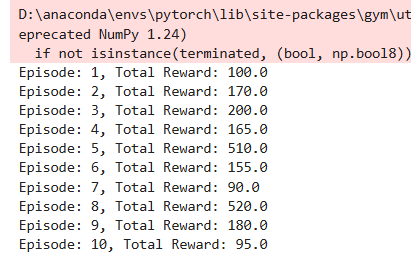 D:\anaconda\envs\pytorch\lib\site-packages\gym\ut
eprecated NumPy 1.24)
if not isinstance(terminated, (bool, np.bool8))
Episode: 1, Total Reward: 100.0
Episode: 2, Total Reward: 170.0
Episode: 3, Total Reward: 200.0
Episode: 4, Total Reward: 165.0
Episode: 5, Total Reward: 510.0
Episode: 6, Total Reward: 155.0
Episode: 7, Total Reward: 90.0
Episode: 8, Total Reward: 520.0
Episode: 9, Total Reward: 180.0
Episode: 10, Total Reward: 95.0